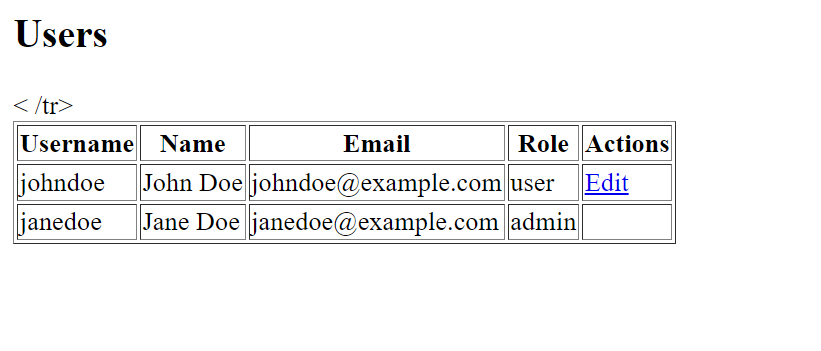 Users
< /tr>
Username Name Email Role Actions
johndoe John Doe johndoe@example.com user Edit
janedoe Jane Doe janedoe@example.com admin